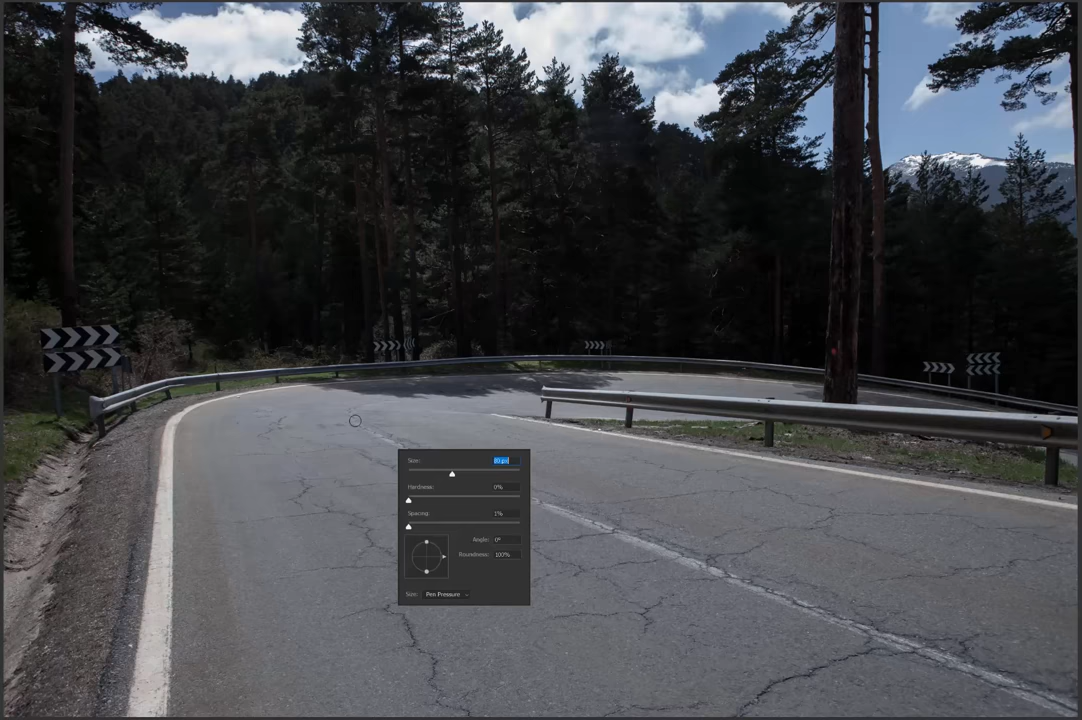 Size:
Hardness: 0%
Spacing: 1%
Angle: 0°
Roundness: 100%
Size: Pen Pressure